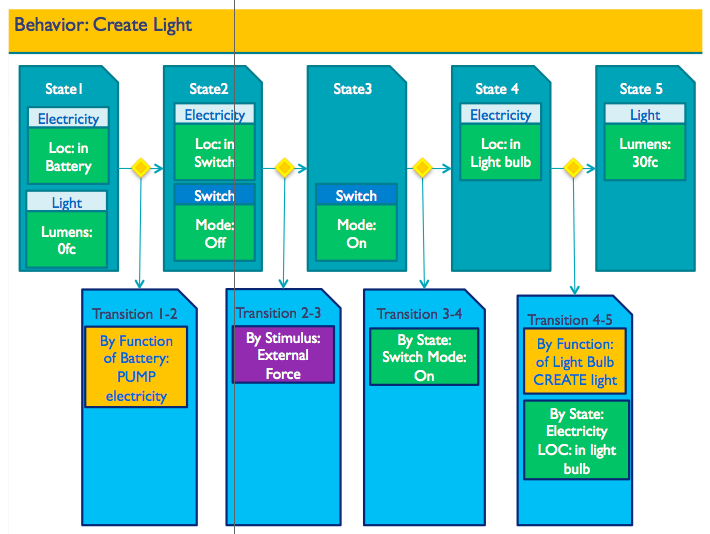 Behavior: Create Light
State1
Electricity
Loc: in
Battery
Light
Lumens:
0fc
State2
Electricity
Loc: in
Switch
Switch
Mode:
Off
State3
Switch
Mode:
On
State 4
Electricity
Loc: in
Light bulb
State 5
Light
Lumens:
30fc
Transition 1-2
By Function
of Battery:
PUMP
electricity
Transition 2-3
By Stimulus:
External
Force
Transition 3-4
By State:
Switch Mode:
On
Transition 4-5
By Function:
of Light Bulb
CREATE light
By State:
Electricity
LOC: in light
bulb